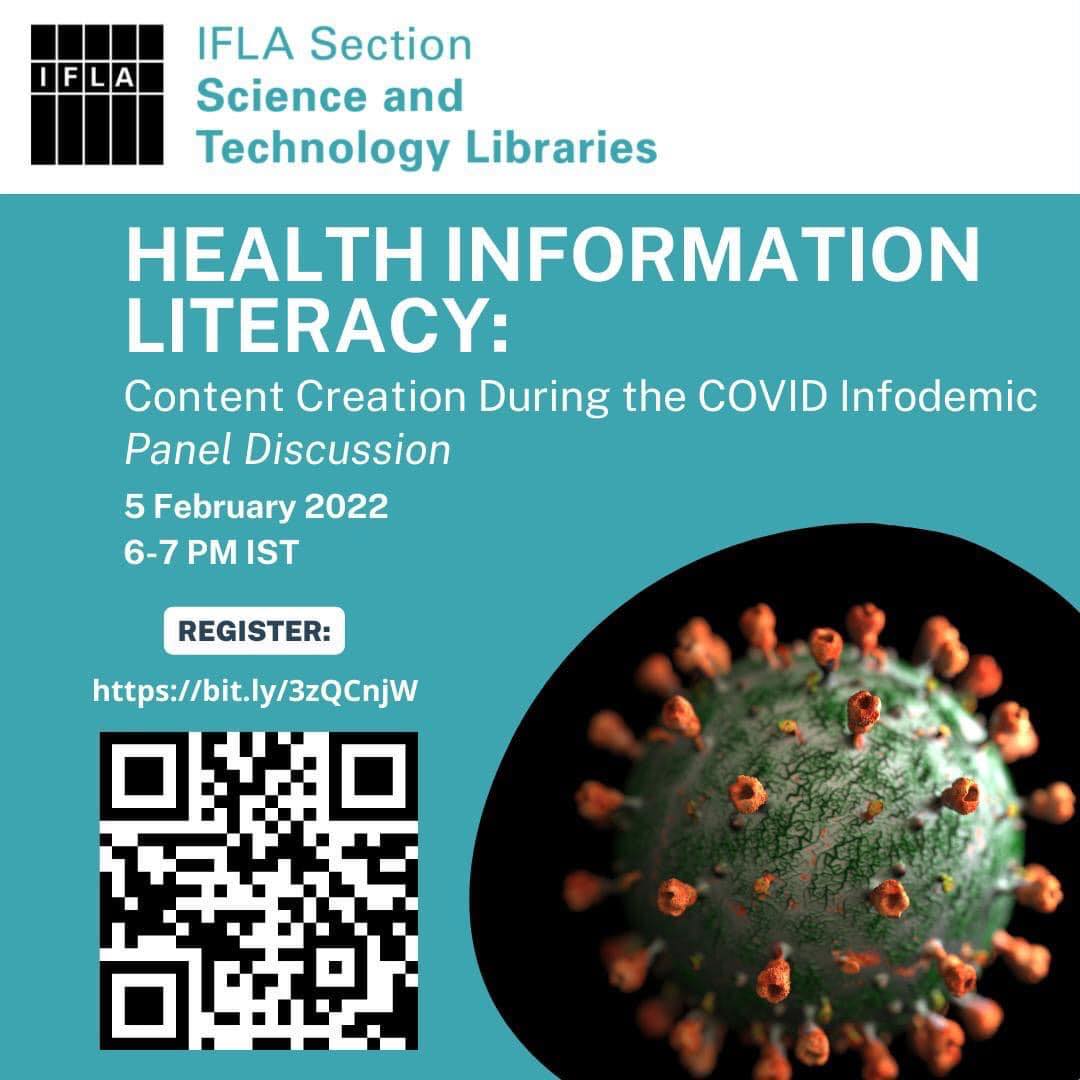 IFLA
IFLA Section
Science and
Technology Libraries
HEALTH INFORMATION
LITERACY:
Content Creation During the COVID Infodemic
Panel Discussion
5 February 2022
6-7 PM IST
REGISTER:
https://bit.ly/3zQCnjW